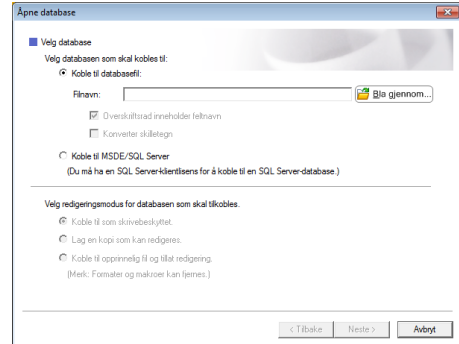 Åpne database
Velg database
Velg databasen som skal kobles til:
Koble til databasefil:
Filnavn:
Bla gjennom...
Overskriftsrad inneholder feltnavn
Konverter skilletegn
Koble til MSDE/SQL Server
(Du må ha en SQL Server-klientlisens for å koble til en SQL Server-database.)
Velg redigeringsmodus for databasen som skal tilkobles.
Koble til som skrivebeskyttet.
Lag en kopi som kan redigeres.
Koble til opprinnelig fil og tillat redigering.
(Merk: Formater og makroer kan fjernes.)
< Tilbake Neste > Avbryt